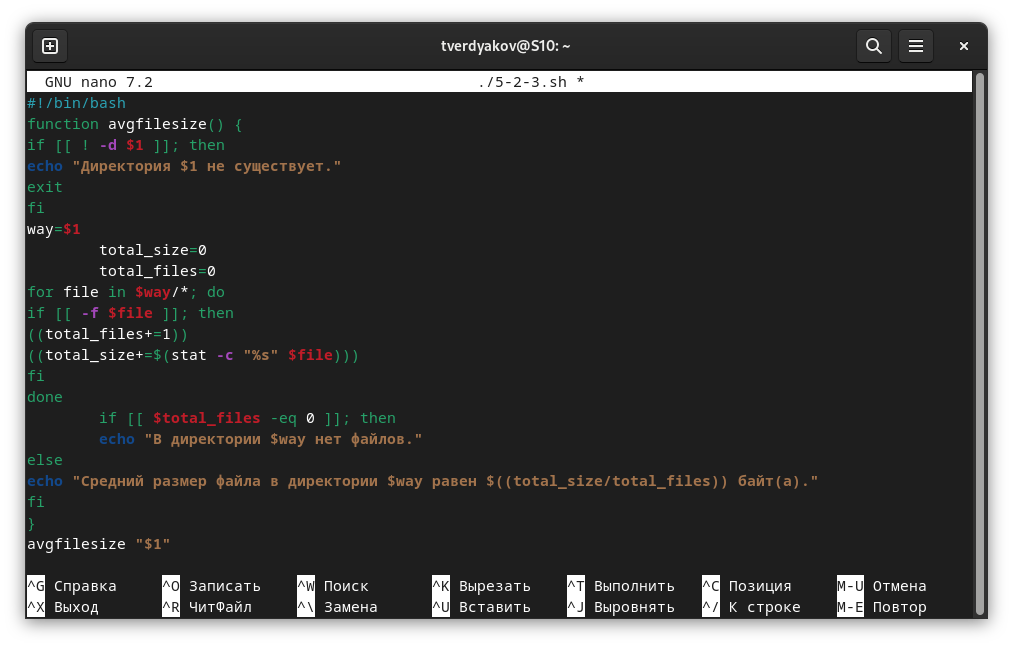 tverdyakov@S10: ~
GNU nano 7.2 ./5-2-3.sh *
#!/bin/bash
function avgfilesize() {
if [[ ! -d $1 ]]; then
echo "Директория $1 не существует."
exit
fi
way=$1
        total_size=0
        total_files=0
for file in $way/*; do
if [[ -f $file ]]; then
((total_files+=1))
((total_size+=$(stat -c "%s" $file)))
fi
done
        if [[ $total_files -eq 0 ]]; then
        echo "В директории $way нет файлов."
else
echo "Средний размер файла в директории $way равен $((total_size/total_files)) байт(а)."
fi
}
avgfilesize "$1"
^G Справка ^O Записать ^W Поиск ^K Вырезать ^T Выполнить ^C Позиция M-U Отмена
^X Выход ^R ЧитФайл ^\ Замена ^U Вставить ^J Выровнять ^/ К строке M-E Повтор